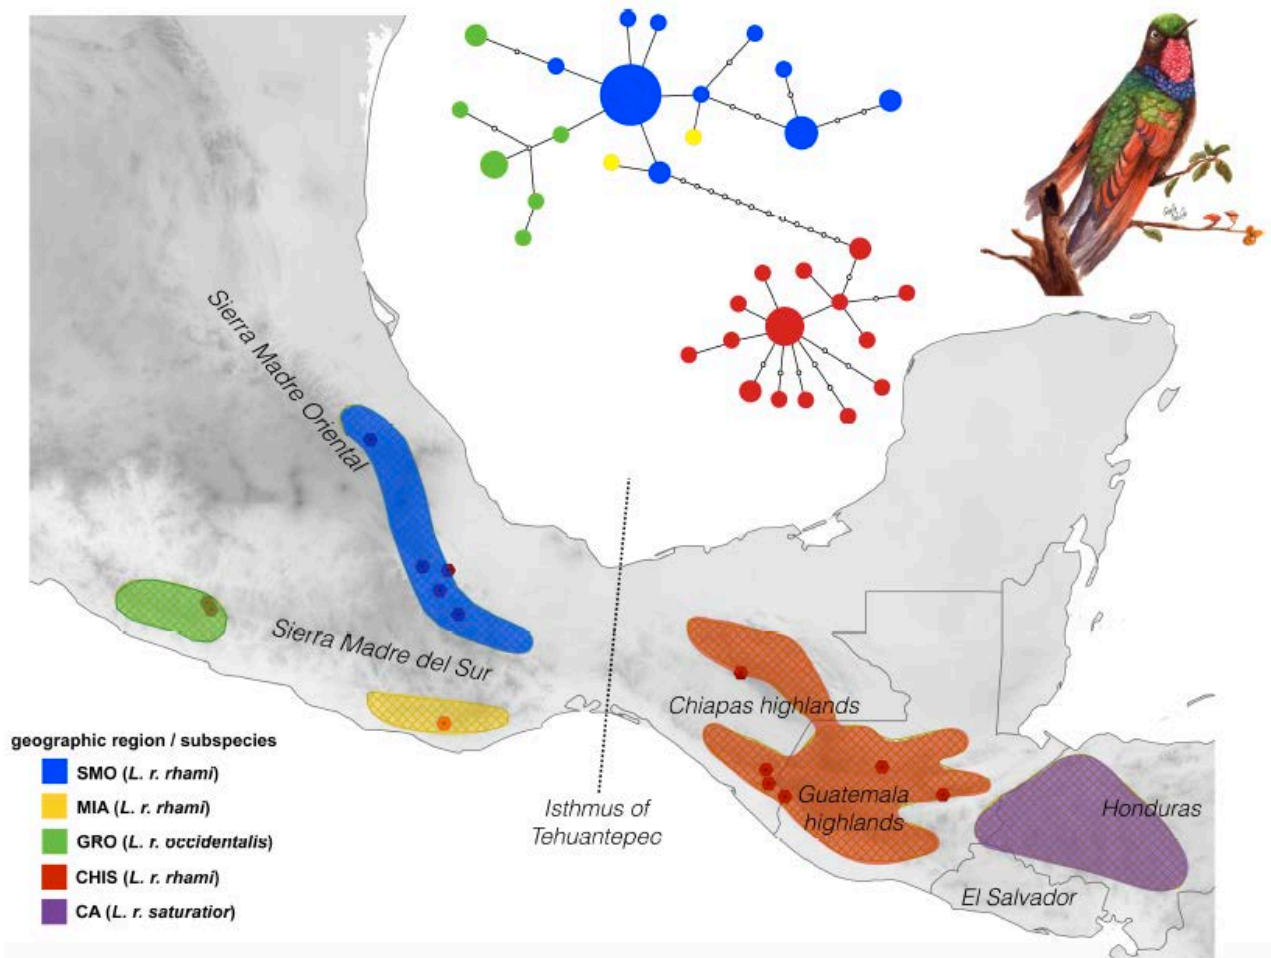 Sierra Madre Oriental
Sierra Madre del Sur
Chiapas highlands
geographic region / subspecies
SMO (L. r. rhami)
MIA (L. r. rhami)
GRO (L. r. occidentalis)
CHIS (L. r. rhami)
CA (L. r. saturatior)
Isthmus of
Tehuantepec
Guatemala
highlands
Honduras
El Salvador